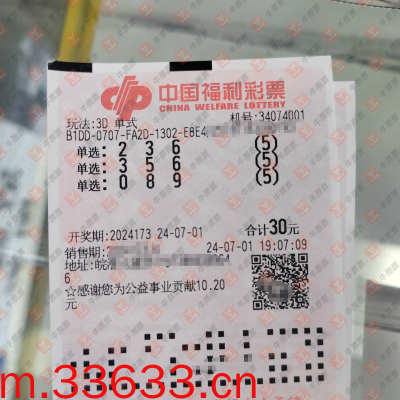 中国福利彩票
CHINA WELFARE LOTTERY
玩法:3D 单式 机号:34074001
B1DD-0707-FA2D-1302-E8E4
单选: 2 3 6 (5)
单选: 3 5 6 (5)
单选: 0 8 9 (5)
开奖期:2024173 24-07-01 合计30元
销售期: 24-07-01 19:07:09
地址:皖
6
☆感谢您为公益事业贡献10.20
元
m.33633.cn